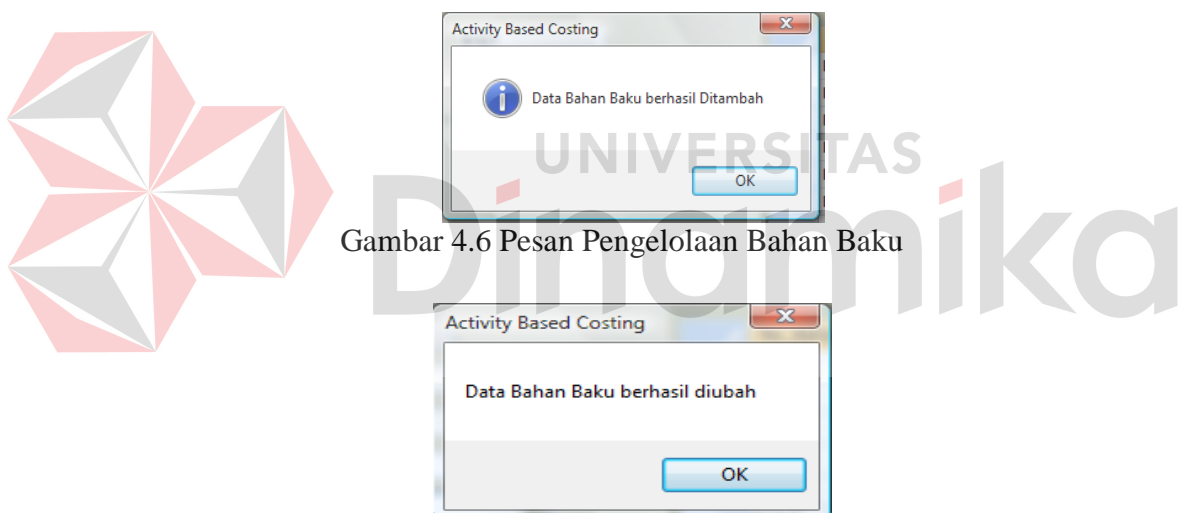 Activity Based Costing
Data Bahan Baku berhasil Ditambah
UNIVERSITAS
OK
Dinamika
Gambar 4.6 Pesan Pengelolaan Bahan Baku
Activity Based Costing
Data Bahan Baku berhasil diubah
OK